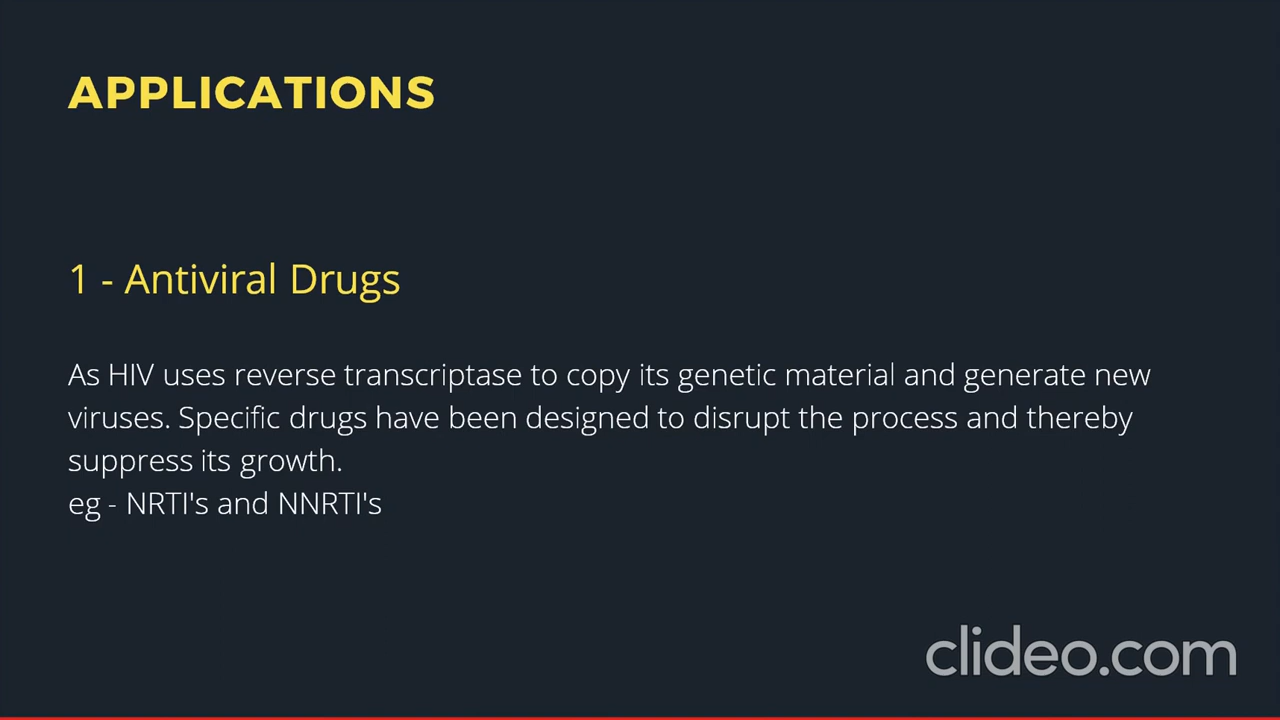 APPLICATIONS
1 - Antiviral Drugs
As HIV uses reverse transcriptase to copy its genetic material and generate new
viruses. Specific drugs have been designed to disrupt the process and thereby
suppress its growth.
eg - NRTI's and NNRTI's
clideo.com